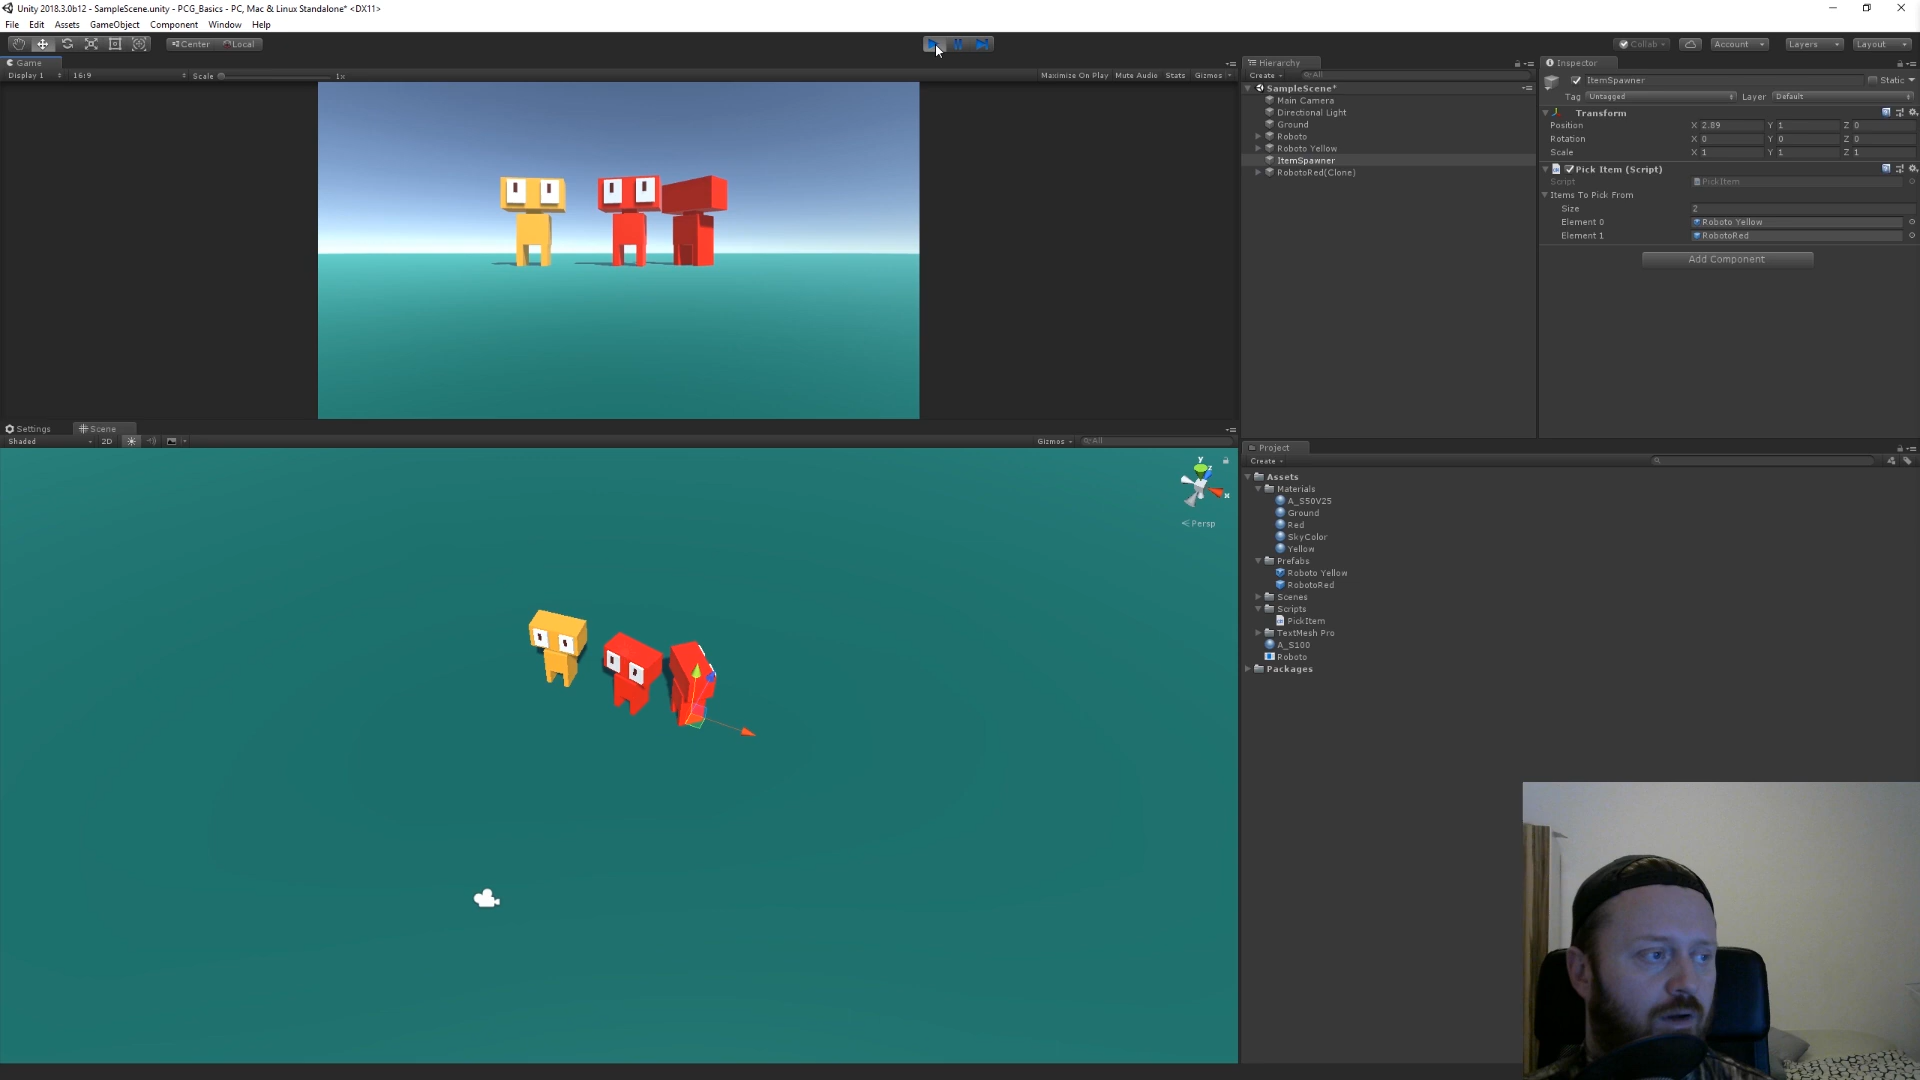 Unity 2018.3.0b12 - SampleScene.unity - PCG_Basics - PC, Mac & Linux Standalone* <DX11>
File Edit Assets GameObject Component Window Help
Center Local
Collab Account Layers Layout
Game
Display 1 16:9 Scale 1x Maximize On Play Mute Audio Stats Gizmos
Hierarchy
Create All
SampleScene*
Main Camera
Directional Light
Ground
Roboto
Roboto Yellow
ItemSpawner
RobotoRed(Clone)
Inspector
ItemSpawner Static
Tag Untagged Layer Default
Transform
Position X 2.89 Y 1 Z 0
Rotation X 0 Y 0 Z 0
Scale X 1 Y 1 Z 1
Pick Item (Script)
Script PickItem
Items To Pick From
Size 2
Element 0 Roboto Yellow
Element 1 RobotoRed
Add Component
Settings Scene
Shaded 2D Gizmos All
y
z
x
Persp
Project
Create
Assets
Materials
A_S50V25
Ground
Red
SkyColor
Yellow
Prefabs
Roboto Yellow
RobotoRed
Scenes
Scripts
PickItem
TextMesh Pro
A_S100
Roboto
Packages